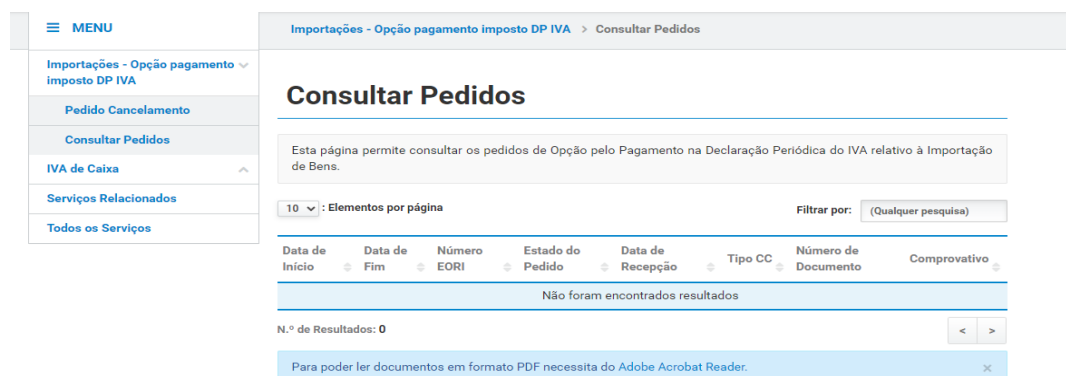 ≡ MENU
Importações - Opção pagamento imposto DP IVA > Consultar Pedidos
Importações - Opção pagamento
imposto DP IVA
Pedido Cancelamento
Consultar Pedidos
IVA de Caixa
Serviços Relacionados
Todos os Serviços
Consultar Pedidos
Esta página permite consultar os pedidos de Opção pelo Pagamento na Declaração Periódica do IVA relativo à Importação
de Bens.
10 : Elementos por página
Filtrar por: (Qualquer pesquisa)
Data de Início
Data de Fim
Número EORI
Estado do Pedido
Data de Recepção
Tipo CC
Número de Documento
Comprovativo
Não foram encontrados resultados
N.º de Resultados: 0
< >
Para poder ler documentos em formato PDF necessita do Adobe Acrobat Reader. ×